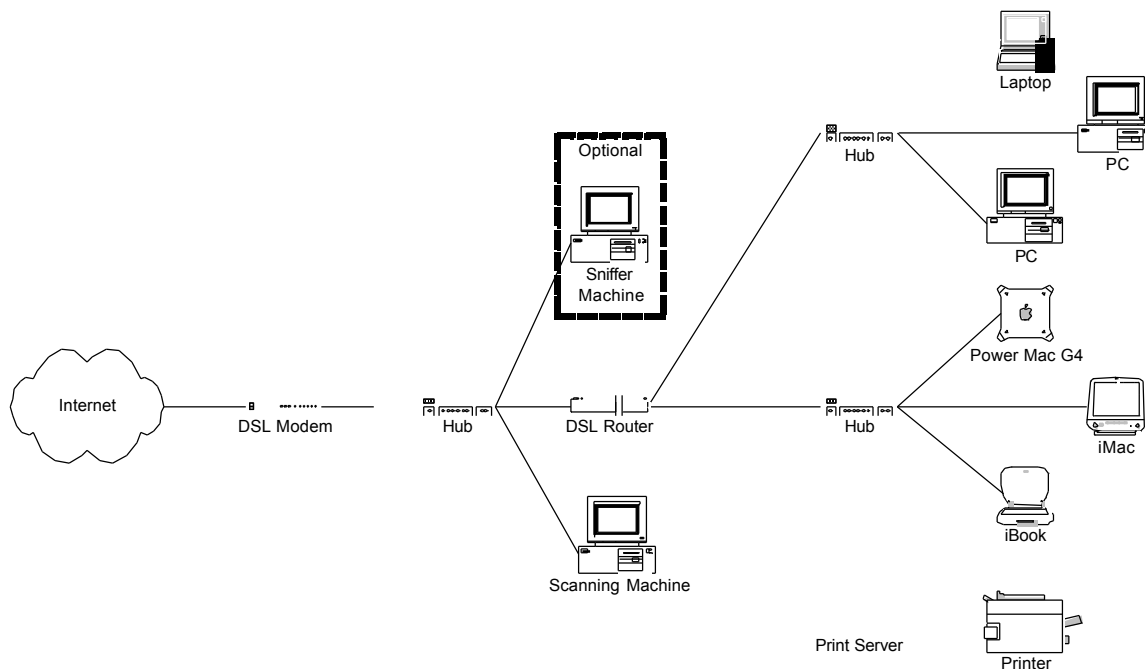 Laptop
PC
Hub
PC
Optional
Sniffer
Machine
Power Mac G4
Internet
DSL Modem
Hub
DSL Router
Hub
iMac
iBook
Scanning Machine
Print Server
Printer